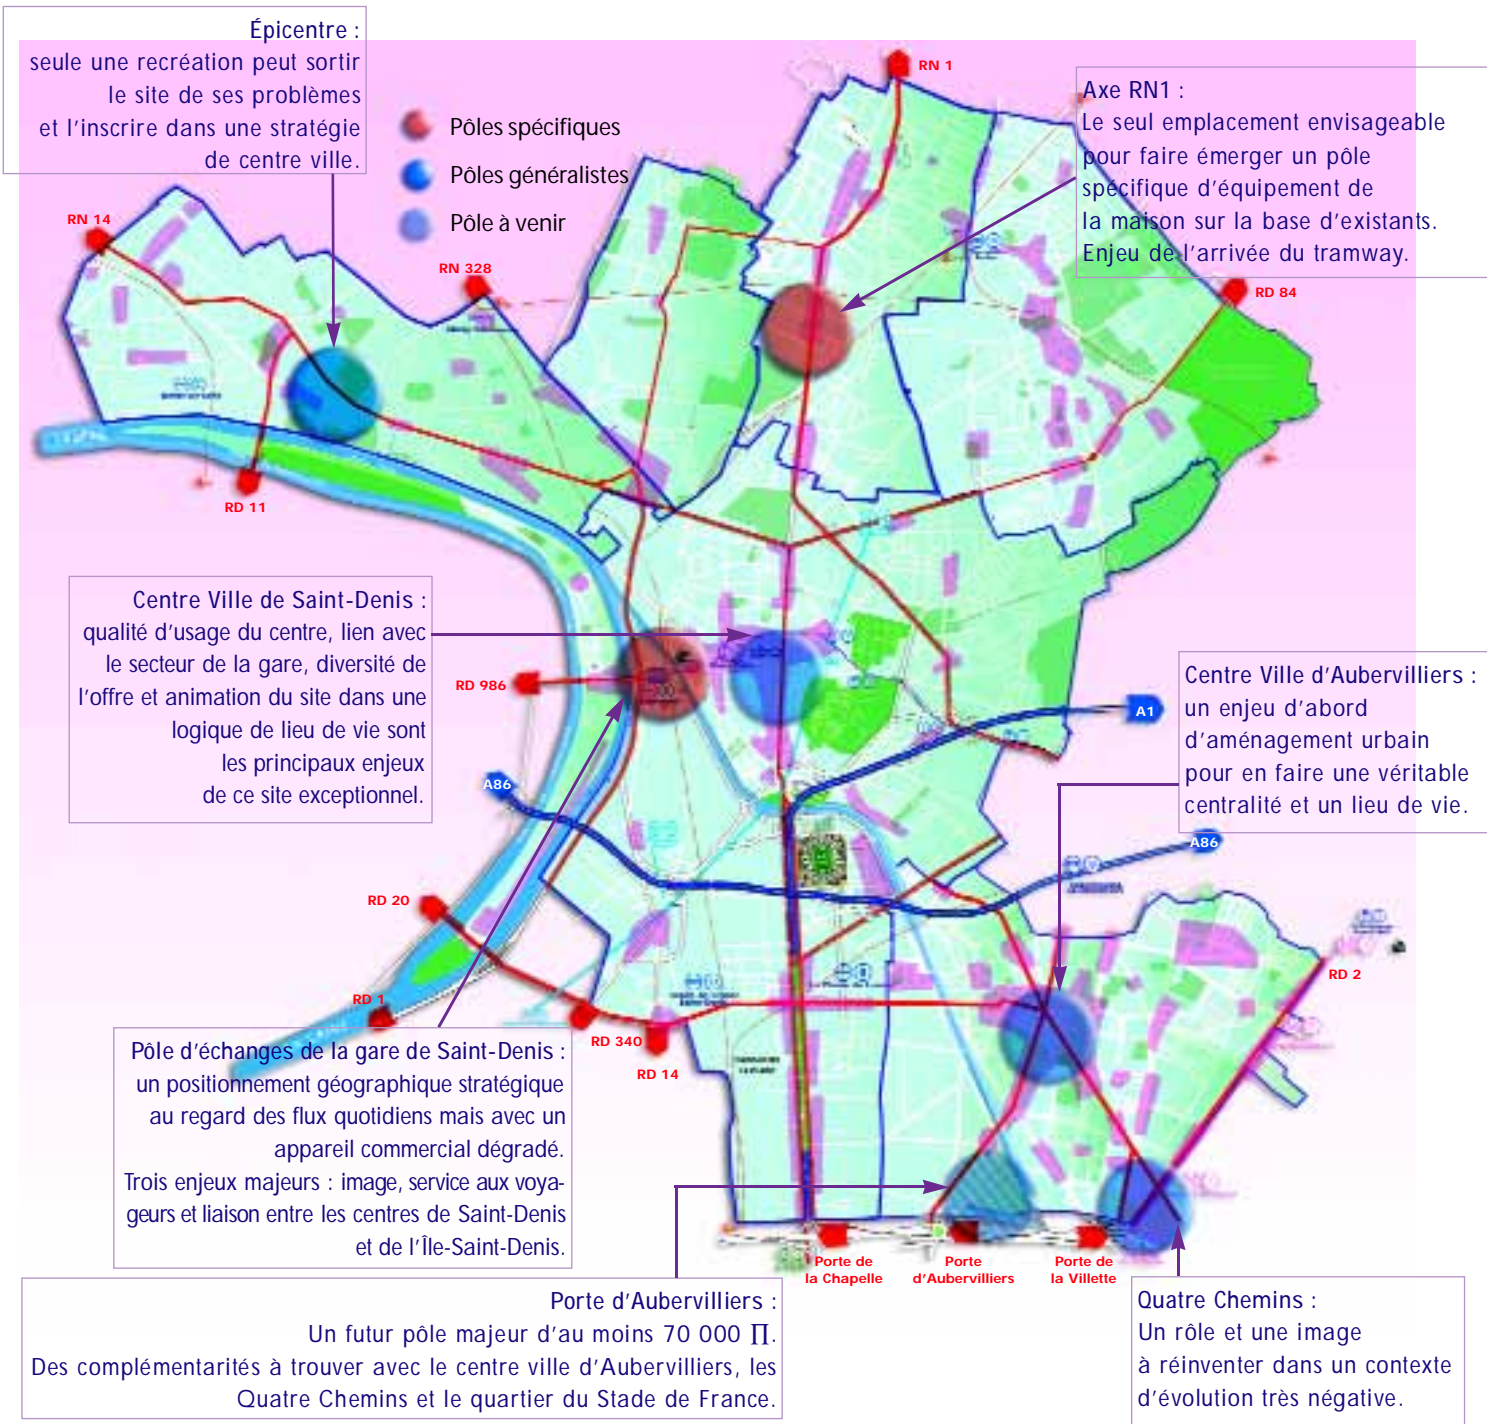 Épicentre :
seule une recréation peut sortir
le site de ses problèmes
et l'inscrire dans une stratégie
de centre ville.
Pôles spécifiques
Pôles généralistes
Pôle à venir
RN 1
Axe RN1 :
Le seul emplacement envisageable
pour faire émerger un pôle
spécifique d'équipement de
la maison sur la base d'existants.
Enjeu de l'arrivée du tramway.
RN 14
RN 328
RD 84
RD 11
Centre Ville de Saint-Denis :
qualité d'usage du centre, lien avec
le secteur de la gare, diversité de
l'offre et animation du site dans une
logique de lieu de vie sont
les principaux enjeux
de ce site exceptionnel.
RD 986
A1
Centre Ville d'Aubervilliers :
un enjeu d'abord
d'aménagement urbain
pour en faire une véritable
centralité et un lieu de vie.
A86
A86
RD 20
RD 2
RD 1
RD 340
RD 14
Pôle d'échanges de la gare de Saint-Denis :
un positionnement géographique stratégique
au regard des flux quotidiens mais avec un
appareil commercial dégradé.
Trois enjeux majeurs : image, service aux voya-
geurs et liaison entre les centres de Saint-Denis
et de l'Île-Saint-Denis.
Porte de
la Chapelle
Porte
d'Aubervilliers
Porte de
la Villette
Porte d'Aubervilliers :
Un futur pôle majeur d'au moins 70 000 ∏.
Des complémentarités à trouver avec le centre ville d'Aubervilliers, les
Quatre Chemins et le quartier du Stade de France.
Quatre Chemins :
Un rôle et une image
à réinventer dans un contexte
d'évolution très négative.